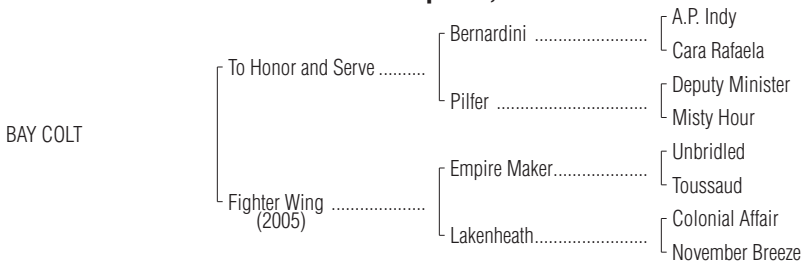 A.P. Indy
Bernardini ............................
Cara Rafaela
To Honor and Serve ..........
Deputy Minister
Pilfer .....................................
Misty Hour
BAY COLT
Unbridled
Empire Maker.......................
Toussaud
Fighter Wing ....................
(2005)
Colonial Affair
Lakenheath............................
November Breeze